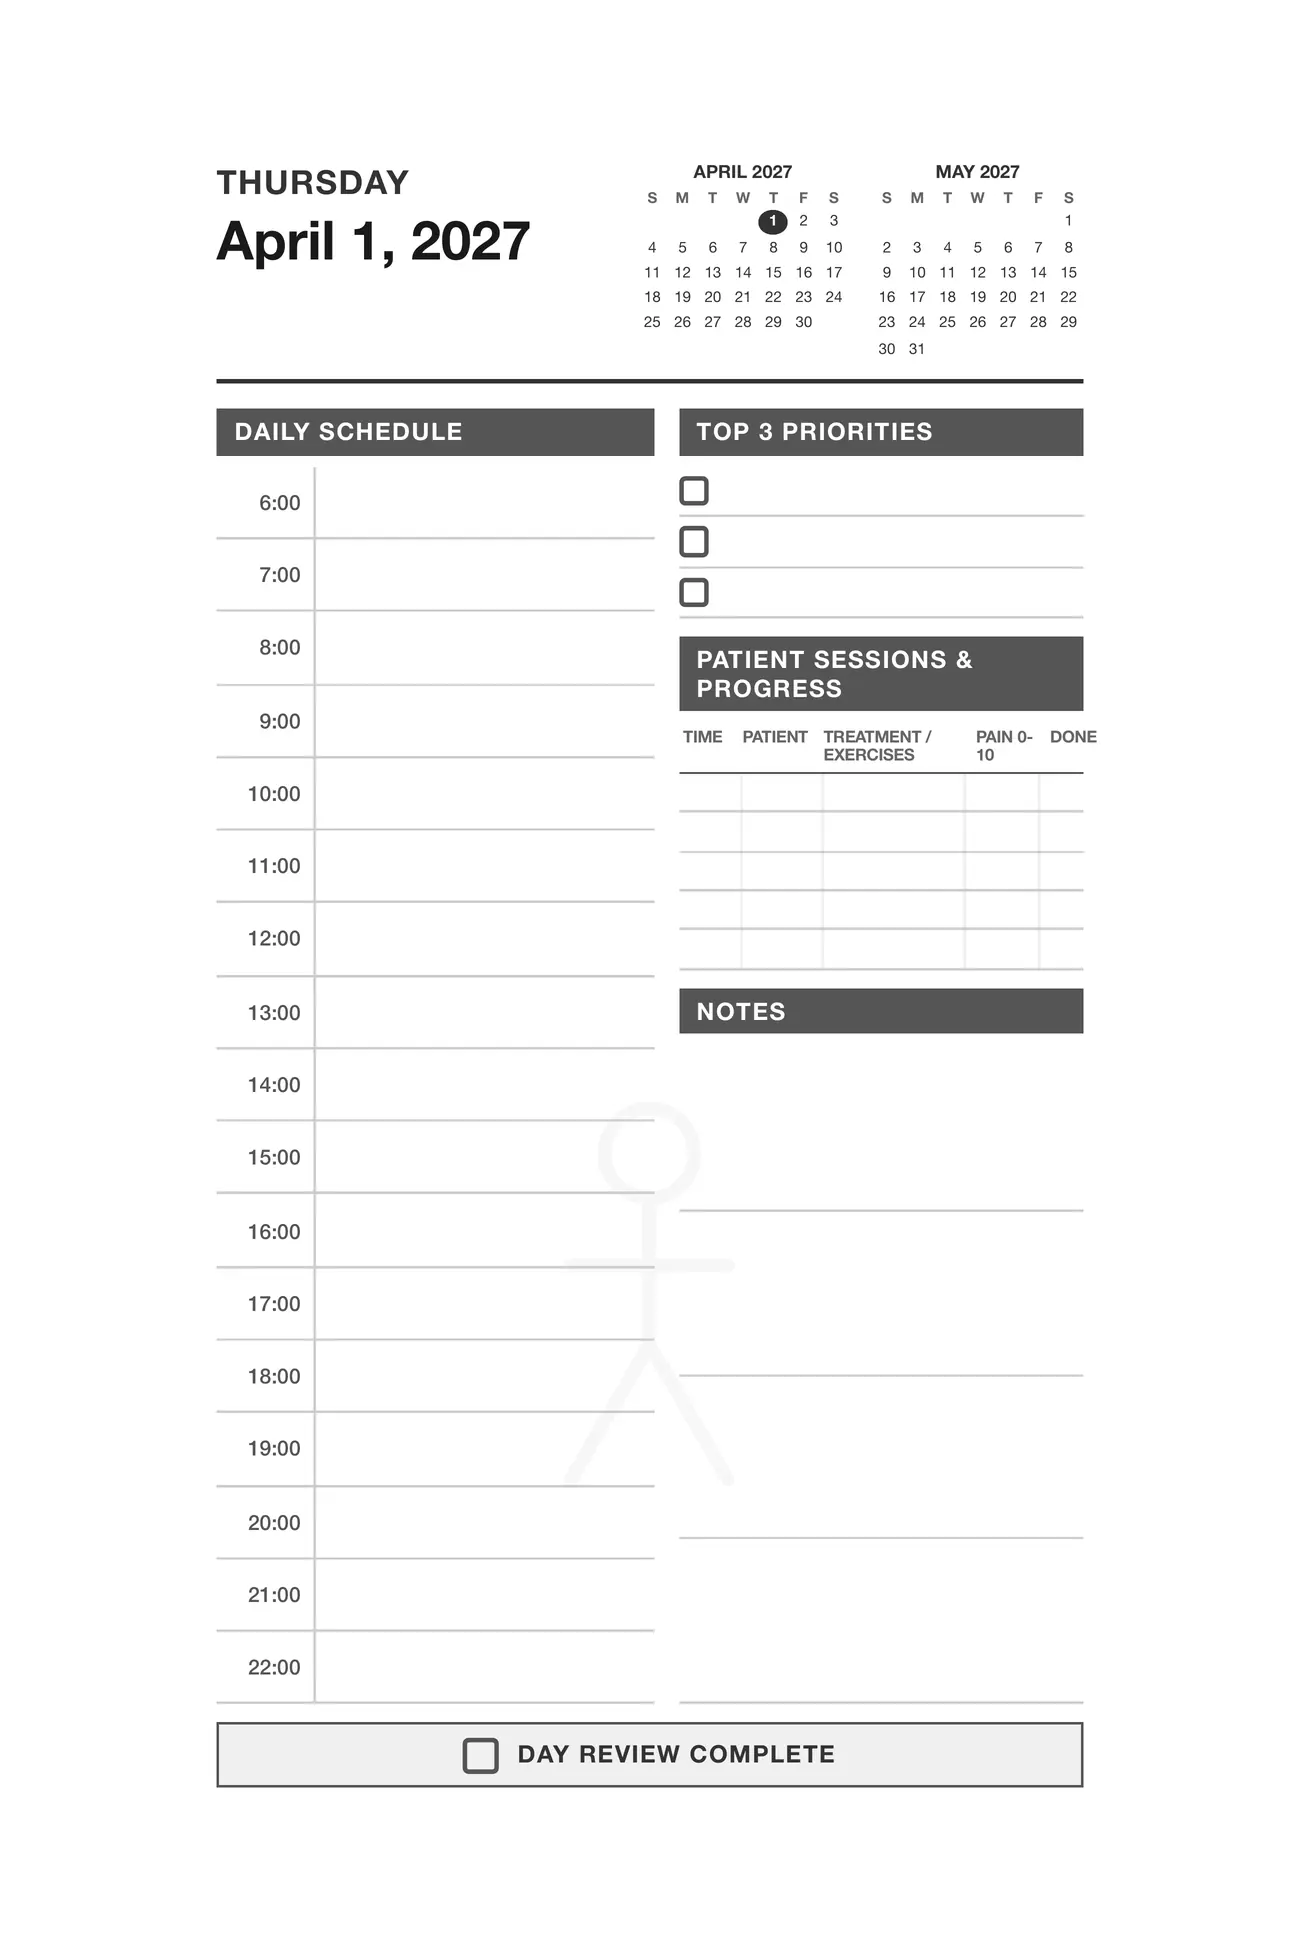 THURSDAY
April 1, 2027
APRIL 2027
S M T W T F S
1 2 3
4 5 6 7 8 9 10
11 12 13 14 15 16 17
18 19 20 21 22 23 24
25 26 27 28 29 30
MAY 2027
S M T W T F S
1
2 3 4 5 6 7 8
9 10 11 12 13 14 15
16 17 18 19 20 21 22
23 24 25 26 27 28 29
30 31
DAILY SCHEDULE
6:00
7:00
8:00
9:00
10:00
11:00
12:00
13:00
14:00
15:00
16:00
17:00
18:00
19:00
20:00
21:00
22:00
TOP 3 PRIORITIES
PATIENT SESSIONS &
PROGRESS
TIME PATIENT TREATMENT / PAIN 0- DONE
EXERCISES 10
NOTES
DAY REVIEW COMPLETE